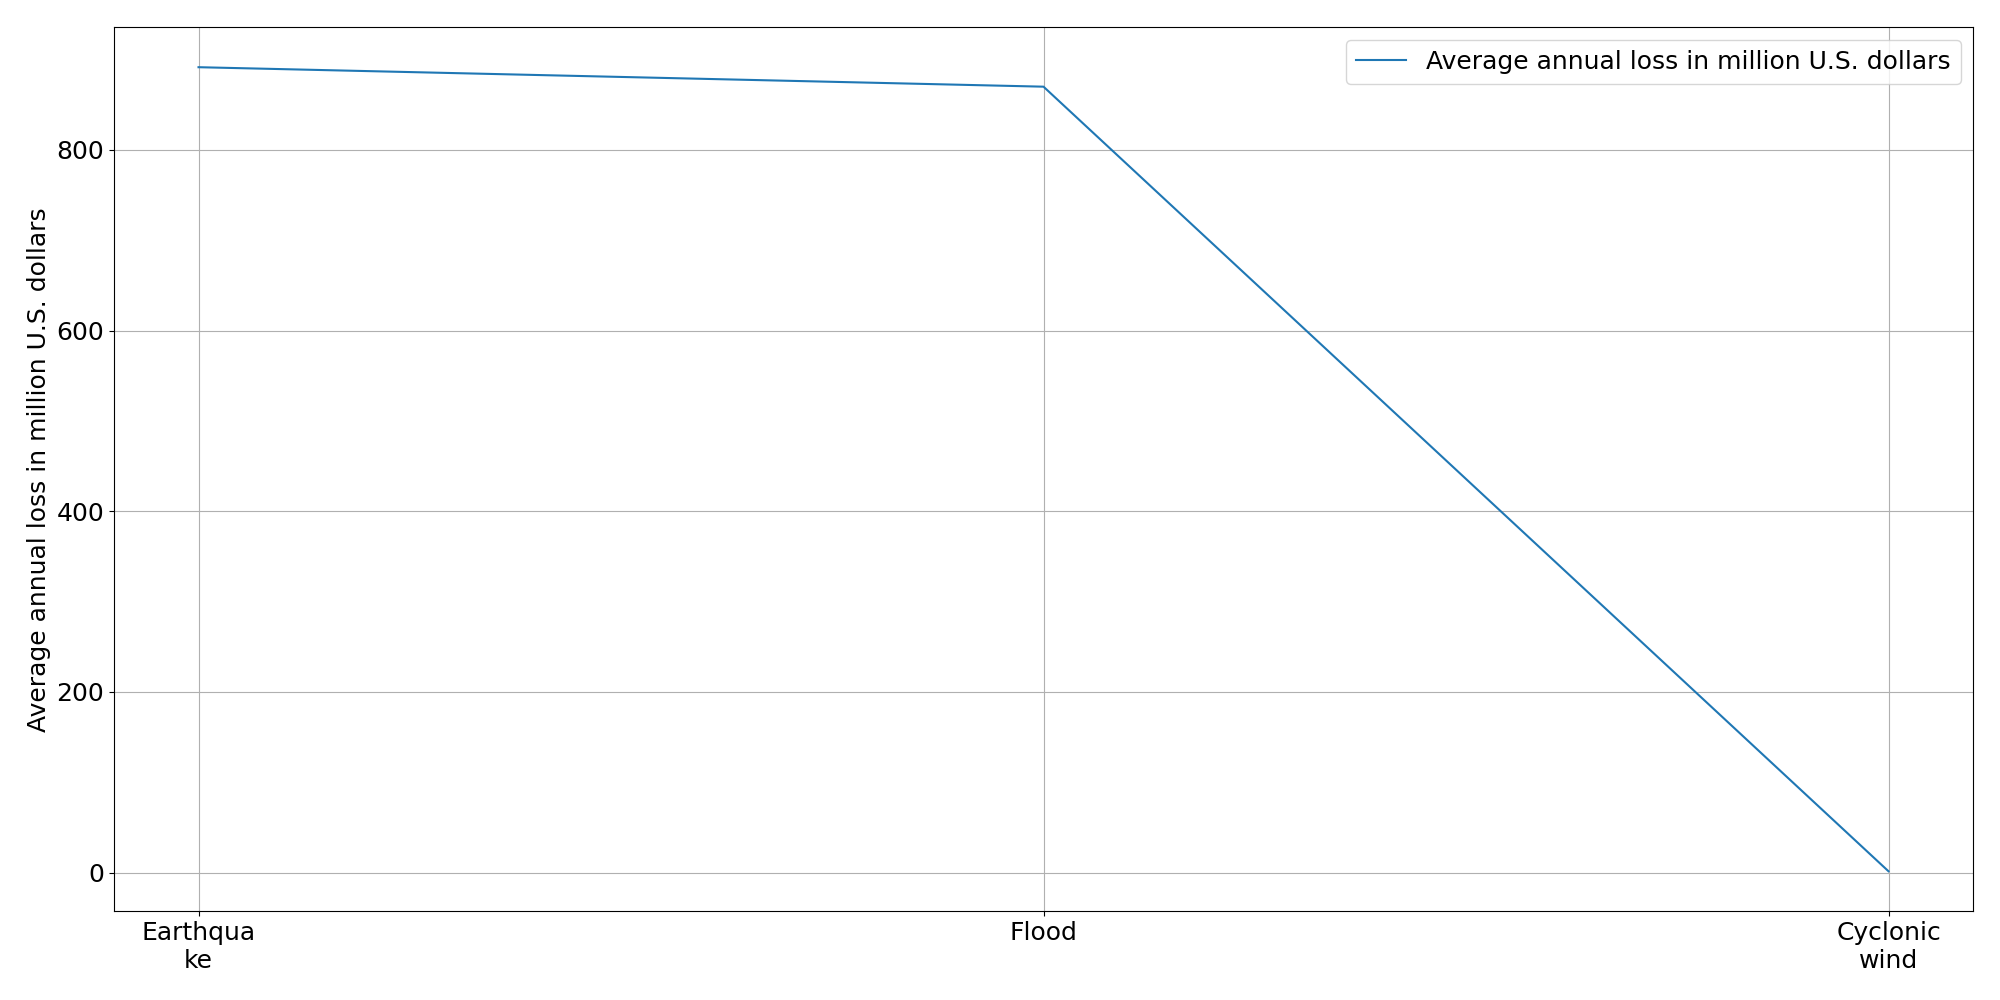 Average annual loss in million U.S. dollars
Average annual loss in million U.S. dollars
800
600
400
200
0
Earthqua
ke
Flood
Cyclonic
wind